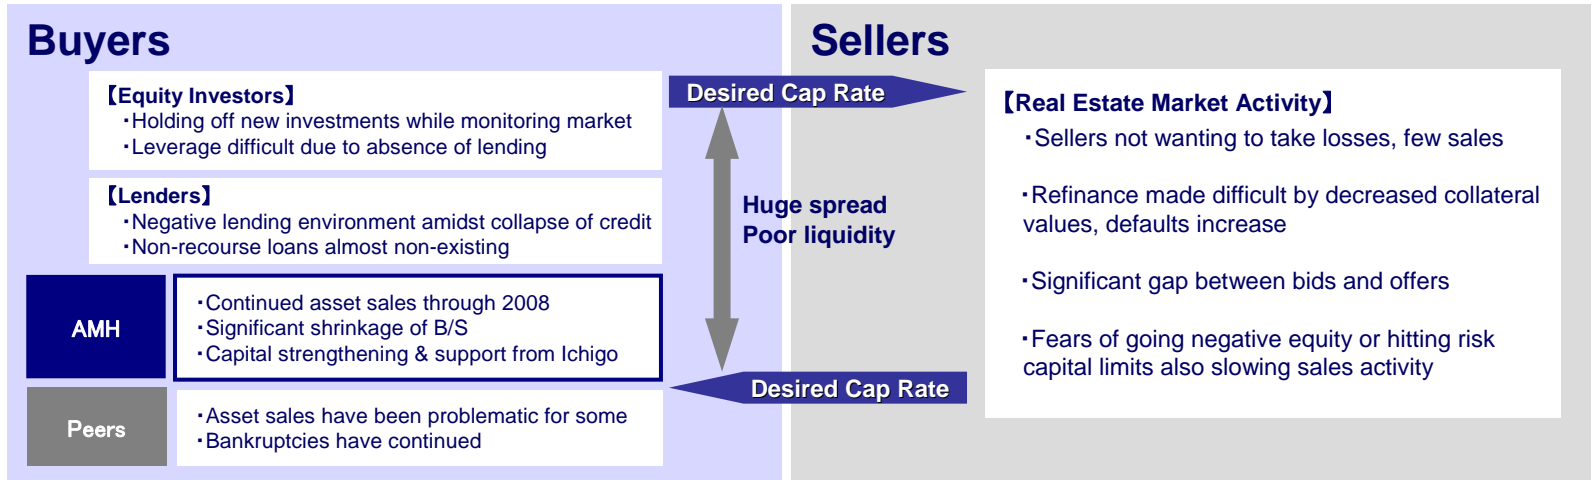 Buyers
【Equity Investors】
・Holding off new investments while monitoring market
・Leverage difficult due to absence of lending
【Lenders】
・Negative lending environment amidst collapse of credit
・Non-recourse loans almost non-existing
AMH
・Continued asset sales through 2008
・Significant shrinkage of B/S
・Capital strengthening & support from Ichigo
Peers
・Asset sales have been problematic for some
・Bankruptcies have continued
Desired Cap Rate
Huge spread
Poor liquidity
Desired Cap Rate
Sellers
【Real Estate Market Activity】
・Sellers not wanting to take losses, few sales
・Refinance made difficult by decreased collateral
values, defaults increase
・Significant gap between bids and offers
・Fears of going negative equity or hitting risk
capital limits also slowing sales activity